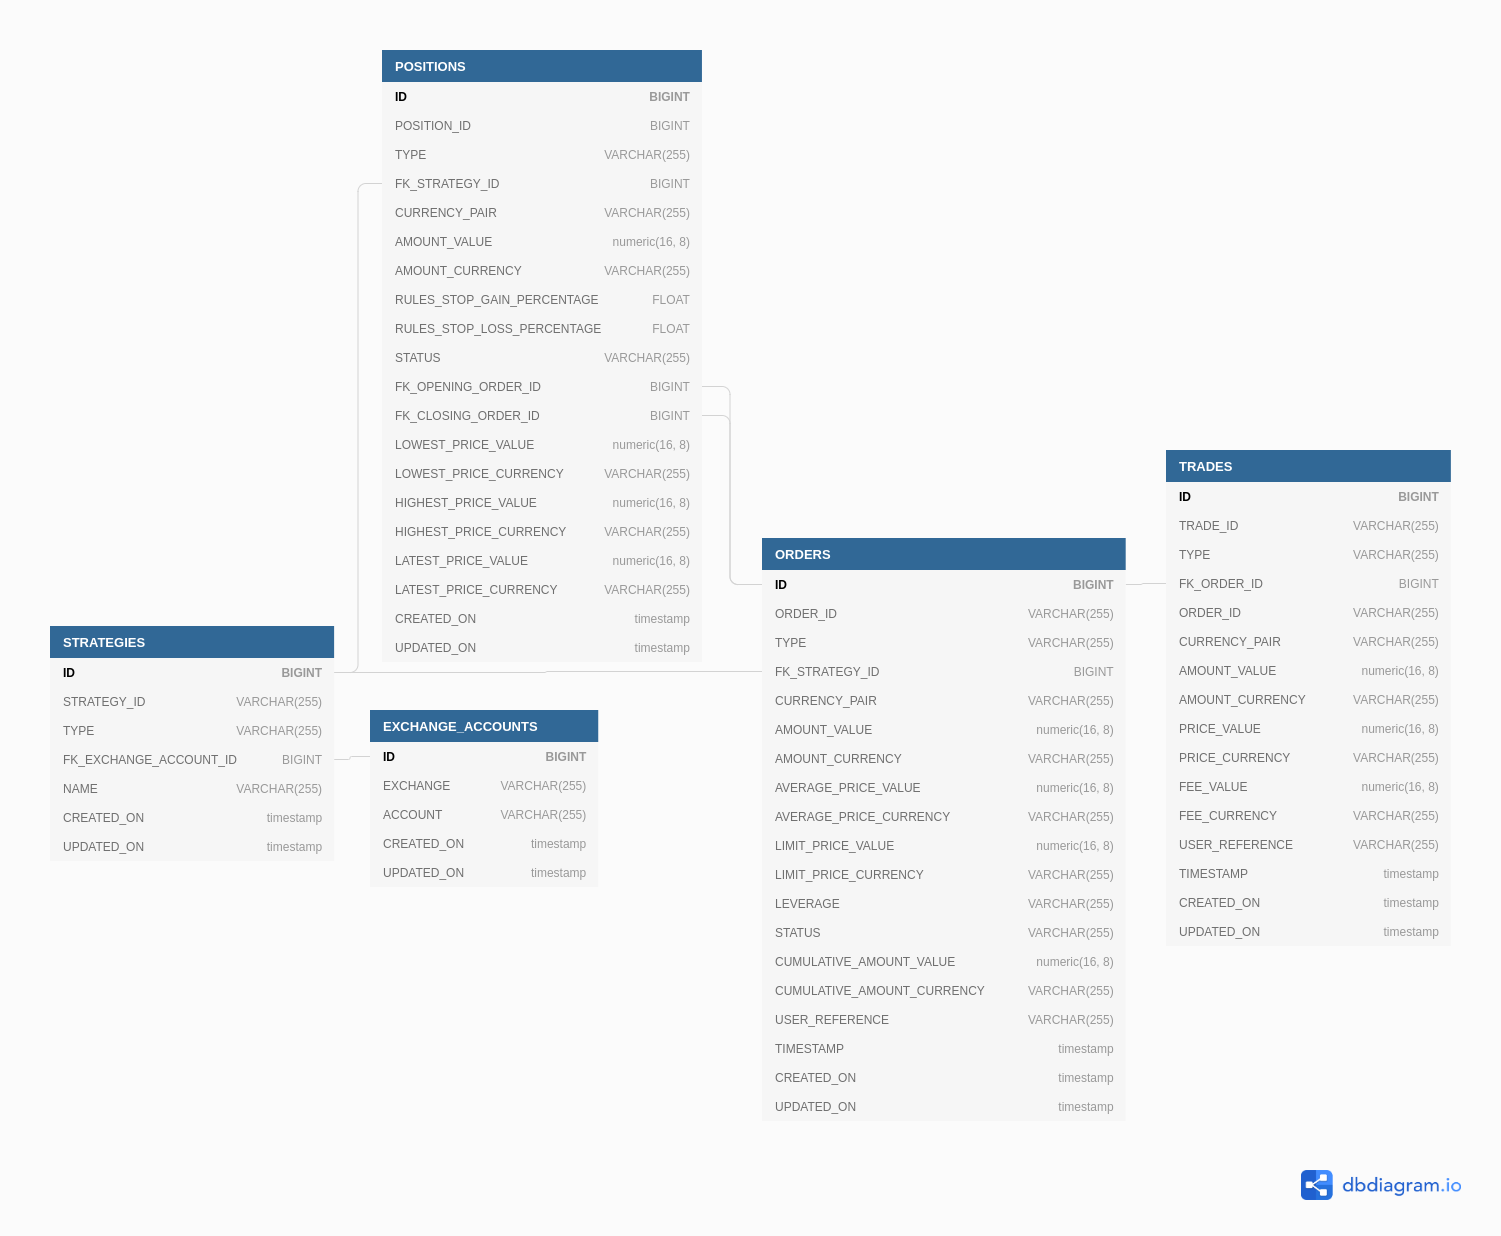 POSITIONS
ID BIGINT
POSITION_ID BIGINT
TYPE VARCHAR(255)
FK_STRATEGY_ID BIGINT
CURRENCY_PAIR VARCHAR(255)
AMOUNT_VALUE numeric(16, 8)
AMOUNT_CURRENCY VARCHAR(255)
RULES_STOP_GAIN_PERCENTAGE FLOAT
RULES_STOP_LOSS_PERCENTAGE FLOAT
STATUS VARCHAR(255)
FK_OPENING_ORDER_ID BIGINT
FK_CLOSING_ORDER_ID BIGINT
LOWEST_PRICE_VALUE numeric(16, 8)
LOWEST_PRICE_CURRENCY VARCHAR(255)
HIGHEST_PRICE_VALUE numeric(16, 8)
HIGHEST_PRICE_CURRENCY VARCHAR(255)
LATEST_PRICE_VALUE numeric(16, 8)
LATEST_PRICE_CURRENCY VARCHAR(255)
CREATED_ON timestamp
UPDATED_ON timestamp
STRATEGIES
ID BIGINT
STRATEGY_ID VARCHAR(255)
TYPE VARCHAR(255)
FK_EXCHANGE_ACCOUNT_ID BIGINT
NAME VARCHAR(255)
CREATED_ON timestamp
UPDATED_ON timestamp
EXCHANGE_ACCOUNTS
ID BIGINT
EXCHANGE VARCHAR(255)
ACCOUNT VARCHAR(255)
CREATED_ON timestamp
UPDATED_ON timestamp
ORDERS
ID BIGINT
ORDER_ID VARCHAR(255)
TYPE VARCHAR(255)
FK_STRATEGY_ID BIGINT
CURRENCY_PAIR VARCHAR(255)
AMOUNT_VALUE numeric(16, 8)
AMOUNT_CURRENCY VARCHAR(255)
AVERAGE_PRICE_VALUE numeric(16, 8)
AVERAGE_PRICE_CURRENCY VARCHAR(255)
LIMIT_PRICE_VALUE numeric(16, 8)
LIMIT_PRICE_CURRENCY VARCHAR(255)
LEVERAGE VARCHAR(255)
STATUS VARCHAR(255)
CUMULATIVE_AMOUNT_VALUE numeric(16, 8)
CUMULATIVE_AMOUNT_CURRENCY VARCHAR(255)
USER_REFERENCE VARCHAR(255)
TIMESTAMP timestamp
CREATED_ON timestamp
UPDATED_ON timestamp
TRADES
ID BIGINT
TRADE_ID VARCHAR(255)
TYPE VARCHAR(255)
FK_ORDER_ID BIGINT
ORDER_ID VARCHAR(255)
CURRENCY_PAIR VARCHAR(255)
AMOUNT_VALUE numeric(16, 8)
AMOUNT_CURRENCY VARCHAR(255)
PRICE_VALUE numeric(16, 8)
PRICE_CURRENCY VARCHAR(255)
FEE_VALUE numeric(16, 8)
FEE_CURRENCY VARCHAR(255)
USER_REFERENCE VARCHAR(255)
TIMESTAMP timestamp
CREATED_ON timestamp
UPDATED_ON timestamp
dbdiagram.io